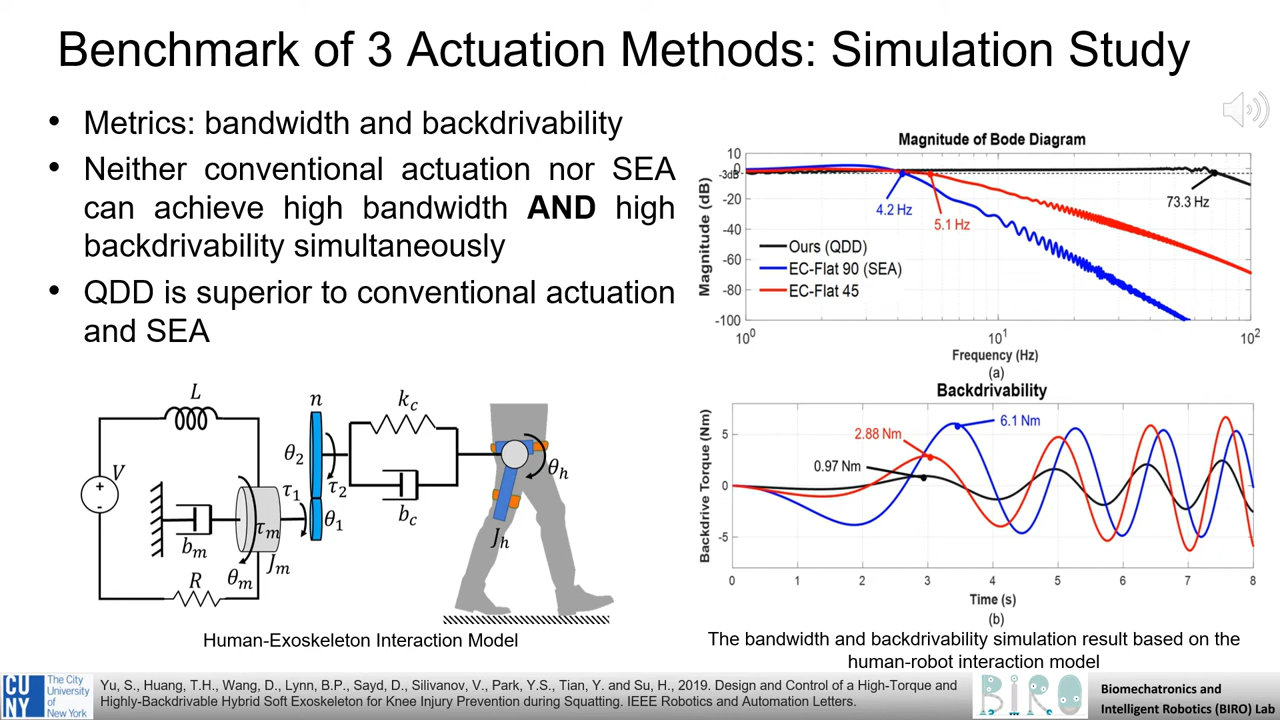 Benchmark of 3 Actuation Methods: Simulation Study
• Metrics: bandwidth and backdrivability
• Neither conventional actuation nor SEA
can achieve high bandwidth AND high
backdrivability simultaneously
• QDD is superior to conventional actuation
and SEA
Magnitude of Bode Diagram
Magnitude (dB)
10
0
-3dB
-20
-40
-60
-80
-100
4.2 Hz
5.1 Hz
73.3 Hz
Ours (QDD)
EC-Flat 90 (SEA)
EC-Flat 45
10⁰
10¹
10²
Frequency (Hz)
(a)
Backdrivability
Backdrive Torque (Nm)
5
0
-5
0.97 Nm
2.88 Nm
6.1 Nm
0 1 2 3 4 5 6 7 8
Time (s)
(b)
The bandwidth and backdrivability simulation result based on the
human-robot interaction model
L
V
+
-
R
b_m
τ_m
θ_m
J_m
τ_1
θ_1
n
θ_2
τ_2
k_c
b_c
θ_h
J_h
Human-Exoskeleton Interaction Model
CU
NY
The City
University
of
New York
Yu, S., Huang, T.H., Wang, D., Lynn, B.P., Sayd, D., Silivanov, V., Park, Y.S., Tian, Y. and Su, H., 2019. Design and Control of a High-Torque and
Highly-Backdrivable Hybrid Soft Exoskeleton for Knee Injury Prevention during Squatting. IEEE Robotics and Automation Letters.
BIRO
Biomechatronics and
Intelligent Robotics (BIRO) Lab